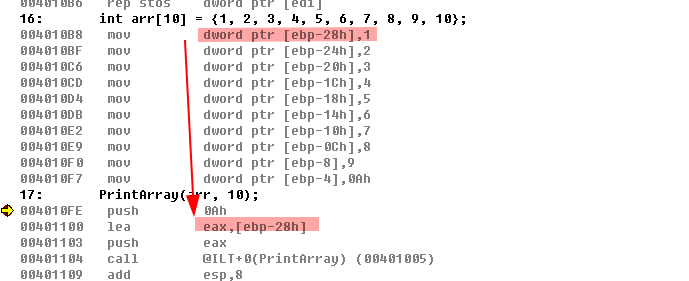 004010B6 rep stos dword ptr [edi]
16: int arr[10] = {1, 2, 3, 4, 5, 6, 7, 8, 9, 10};
004010B8 mov dword ptr [ebp-28h],1
004010BF mov dword ptr [ebp-24h],2
004010C6 mov dword ptr [ebp-20h],3
004010CD mov dword ptr [ebp-1Ch],4
004010D4 mov dword ptr [ebp-18h],5
004010DB mov dword ptr [ebp-14h],6
004010E2 mov dword ptr [ebp-10h],7
004010E9 mov dword ptr [ebp-0Ch],8
004010F0 mov dword ptr [ebp-8],9
004010F7 mov dword ptr [ebp-4],0Ah
17: PrintArray(arr, 10);
004010FE push 0Ah
00401100 lea eax,[ebp-28h]
00401103 push eax
00401104 call @ILT+0(PrintArray) (00401005)
00401109 add esp,8